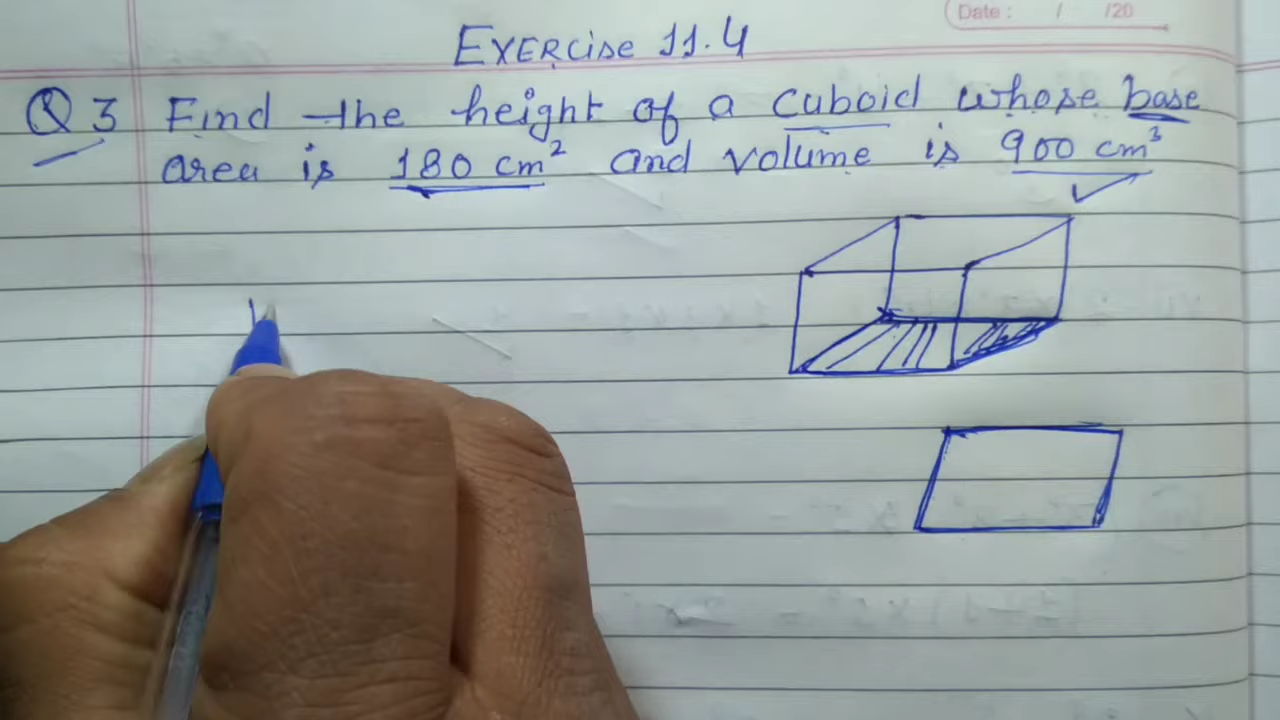 Date : / /20
Exercise 11.4
Q3 Find the height of a cuboid whose base
area is 180 cm² and volume is 900 cm³